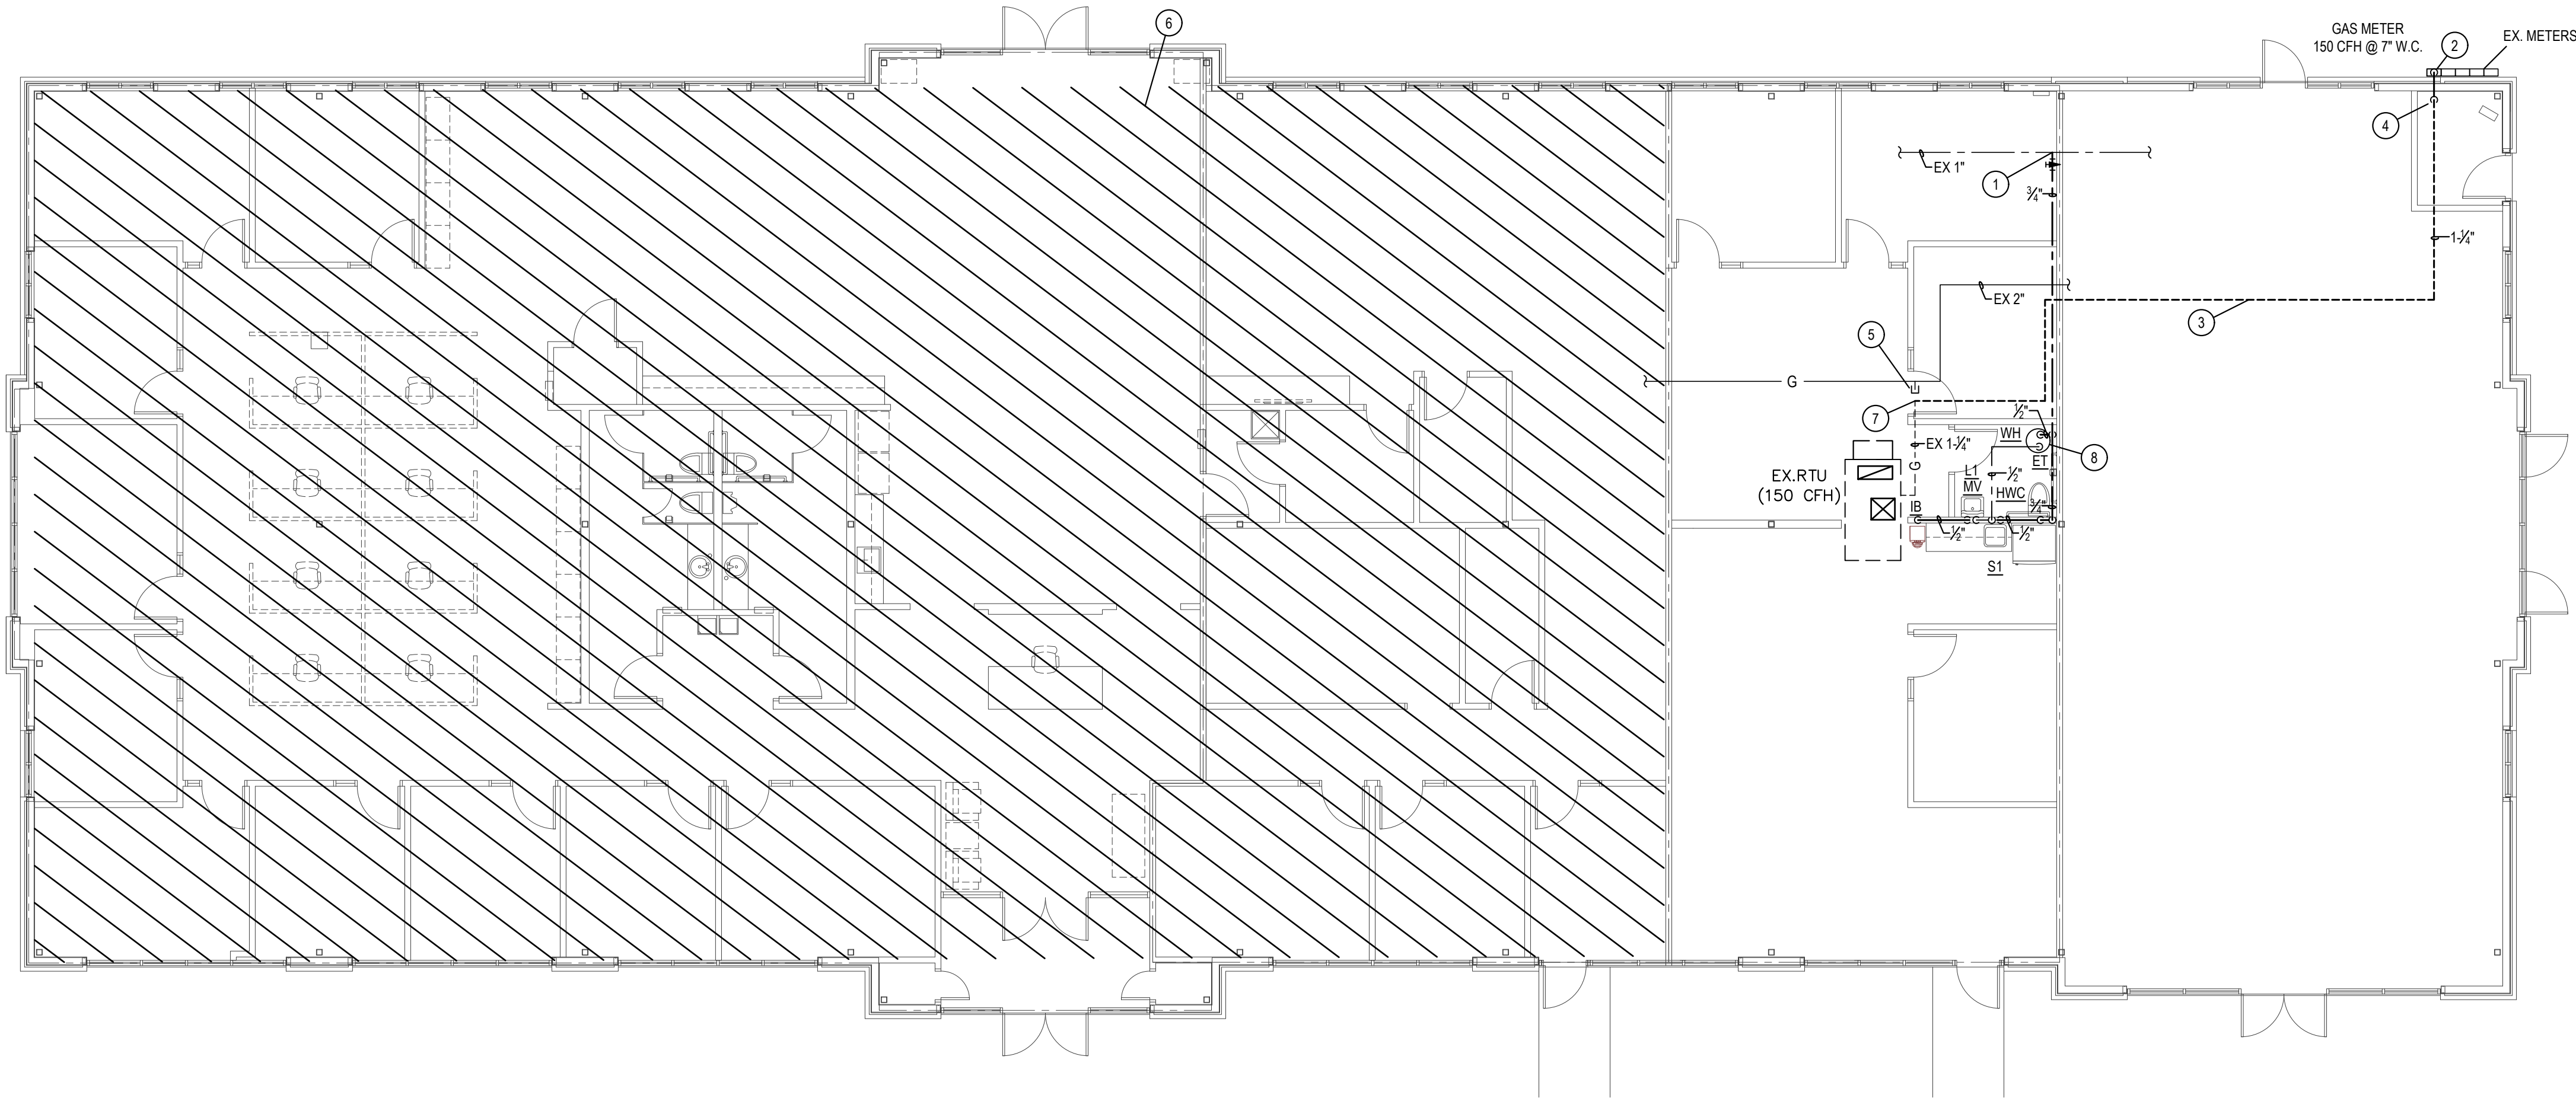 6
GAS METER
150 CFH @ 7" W.C.
2
EX. METERS
4
EX 1"
1
3/4"
1-1/4"
EX 2"
3
5
G
7
1/2"
WH
8
EX 1-1/4"
G
ET
L1
MV
1/2"
HWC
EX.RTU
(150 CFH)
IB
3/4"
1/2"
1/2"
S1